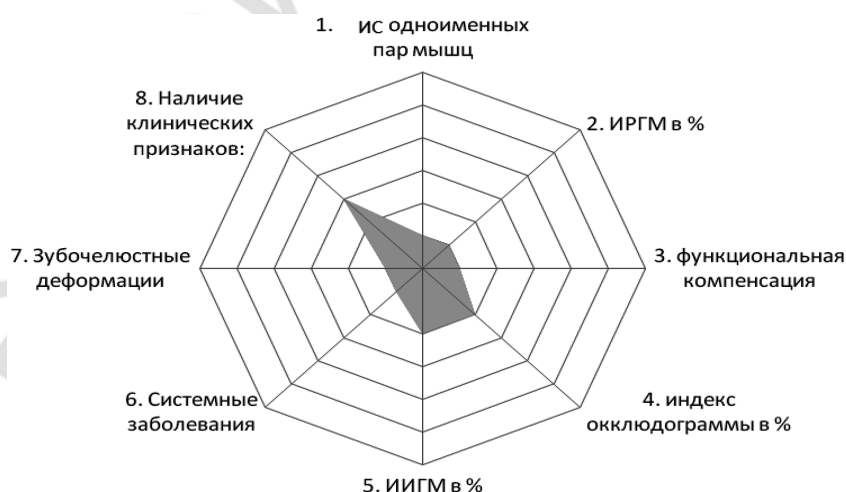 1. ИС одноименных
пар мышц
2. ИРГМ в %
3. функциональная
компенсация
4. индекс
окклюдограммы в %
5. ИИГМ в %
6. Системные
заболевания
7. Зубочелюстные
деформации
8. Наличие
клинических
признаков: